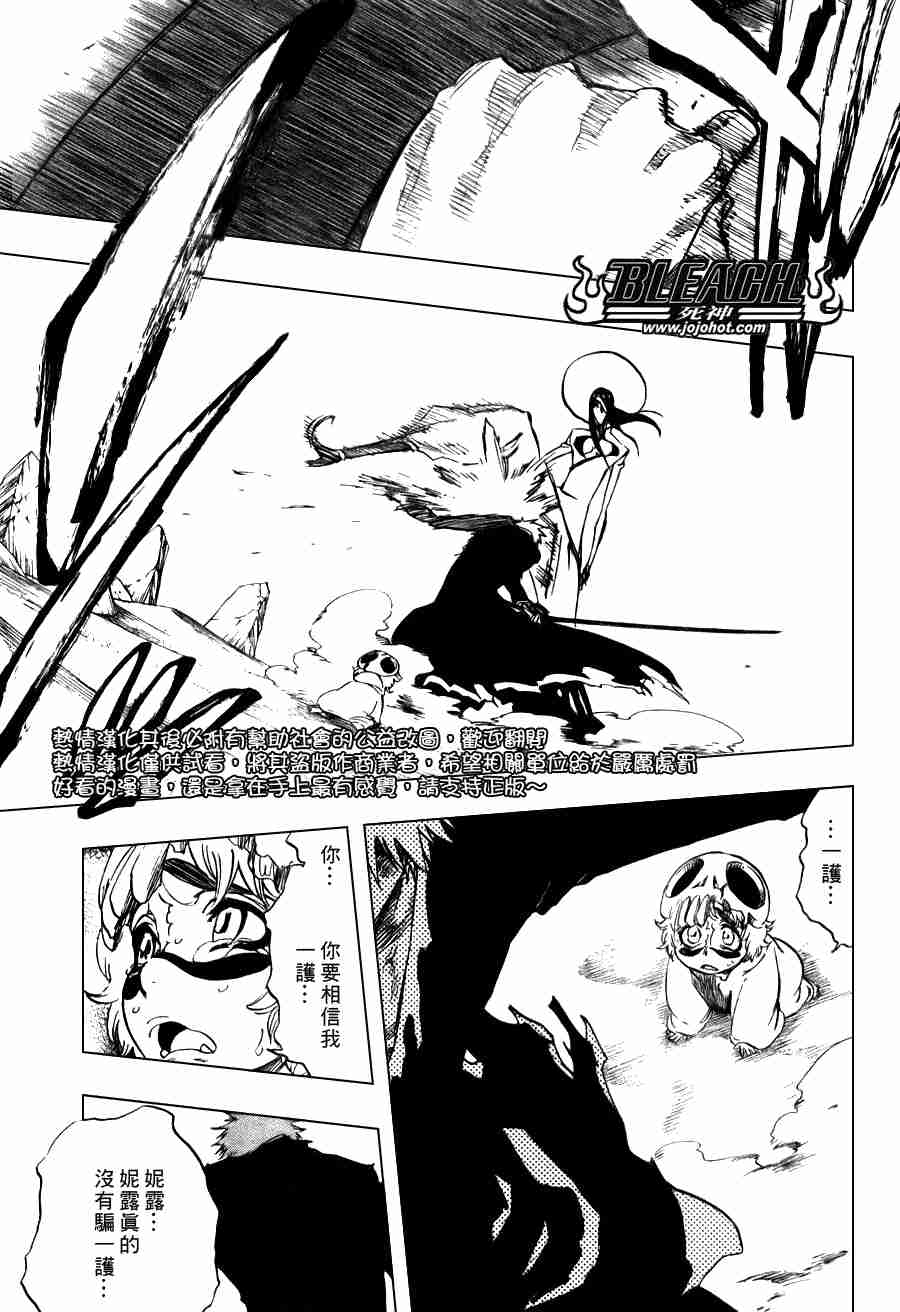 BLEACH
死神
www.jojohot.com
熱情漢化其後必附有幫助社會的公益改圖，歡迎翻閱
熱情漢化僅供試看，將其盜版作商業者，希望相關單位給於嚴厲處罰
好看的漫畫，還是拿在手上最有感覺，請支持正版～
…一護…
你…
你要相信我
一護…
妮露…
妮露真的
沒有騙一護…